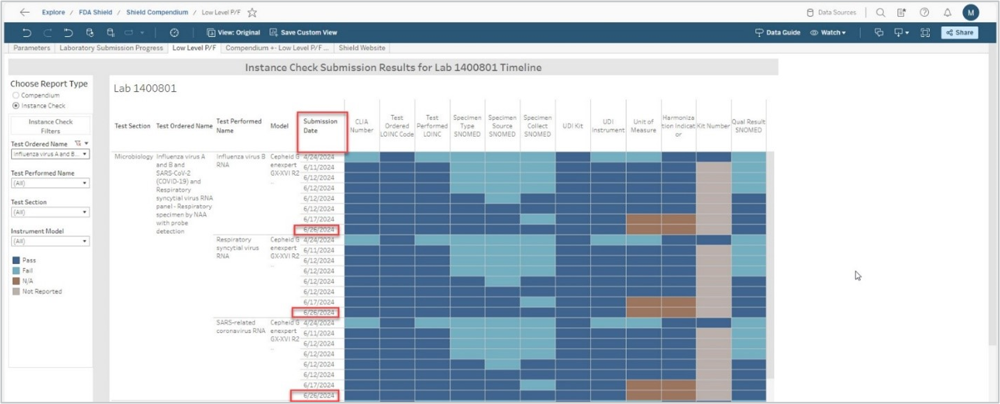 Explore / FDA Shield / Shield Compendium / Low Level P/F
Data Sources
M
View: Original
Save Custom View
Data Guide
Watch
Share
Parameters
Laboratory Submission Progress
Low Level P/F
Compendium +- Low Level P/F ...
Shield Website
Instance Check Submission Results for Lab 1400801 Timeline
Choose Report Type
Compendium
Instance Check
Instance Check
Filters
Test Ordered Name
Influenza virus A and B...
Test Performed Name
(All)
Test Section
(All)
Instrument Model
(All)
Pass
Fail
N/A
Not Reported
Lab 1400801
Test Section
Test Ordered Name
Test Performed
Name
Model
Submission
Date
CLIA
Number
Test
Ordered
LOINC Code
Test
Performed
LOINC
Specimen
Type
SNOMED
Specimen
Source
SNOMED
Specimen
Collect
SNOMED
UDI Kit
UDI
Instrument
Unit of
Measure
Harmoniza
tion Indicat
or
Kit Number
Qual Result
SNOMED
Microbiology
Influenza virus A
and B and
SARS-CoV-2
(COVID-19) and
Respiratory
syncytial virus RNA
panel - Respiratory
specimen by NAA
with probe
detection
Influenza virus B
RNA
Cepheid G
enexpert
GX-XVI R2
..
4/24/2024
6/11/2024
6/12/2024
6/12/2024
6/12/2024
6/12/2024
6/17/2024
6/26/2024
Respiratory
syncytial virus
RNA
Cepheid G
enexpert
GX-XVI R2
..
4/24/2024
6/11/2024
6/12/2024
6/12/2024
6/12/2024
6/12/2024
6/17/2024
6/26/2024
SARS-related
coronavirus RNA
Cepheid G
enexpert
GX-XVI R2
..
4/24/2024
6/11/2024
6/12/2024
6/12/2024
6/12/2024
6/12/2024
6/17/2024
6/26/2024